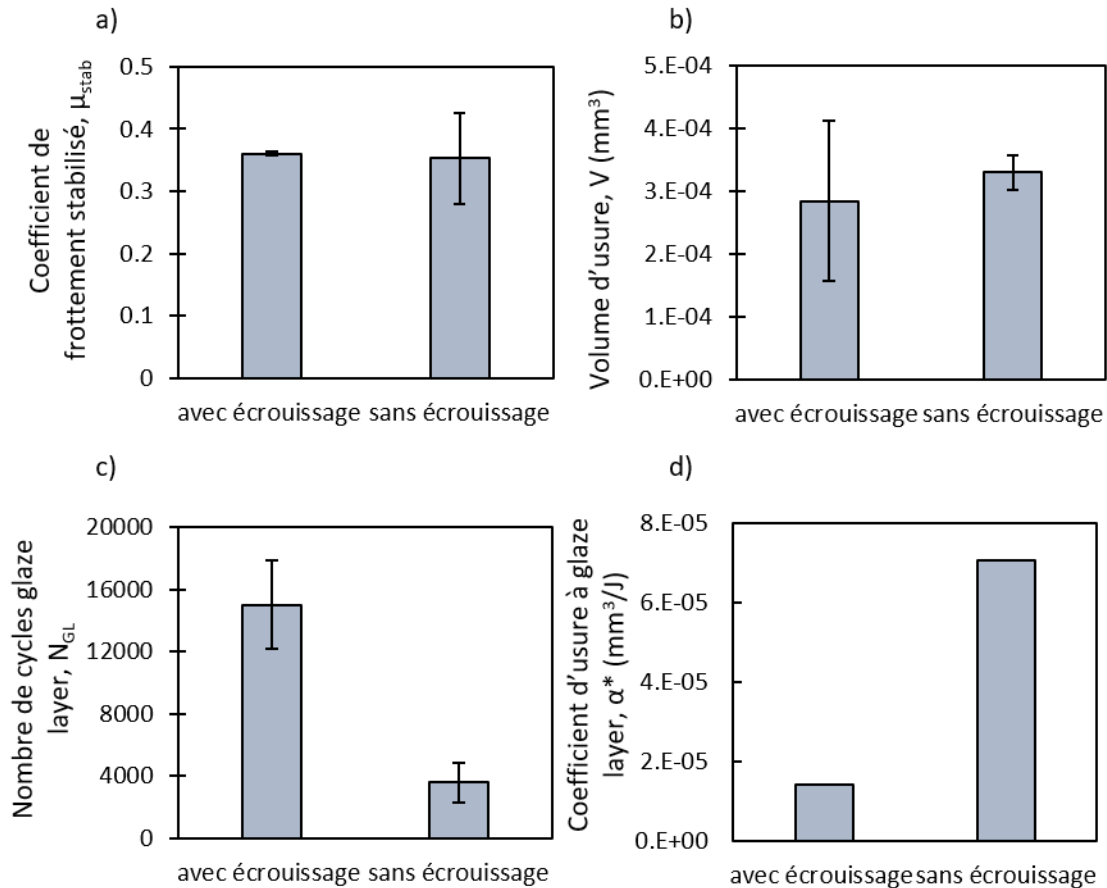 a)
Coefficient de
frottement stabilisé, μstab
0.5
0.4
0.3
0.2
0.1
0
avec écrouissage sans écrouissage
b)
Volume d’usure, V (mm³)
5.E-04
4.E-04
3.E-04
2.E-04
1.E-04
0.E+00
avec écrouissage sans écrouissage
c)
Nombre de cycles glaze
layer, NGL
20000
16000
12000
8000
4000
0
avec écrouissage sans écrouissage
d)
Coefficient d’usure à glaze
layer, α* (mm³/J)
8.E-05
6.E-05
4.E-05
2.E-05
0.E+00
avec écrouissage sans écrouissage